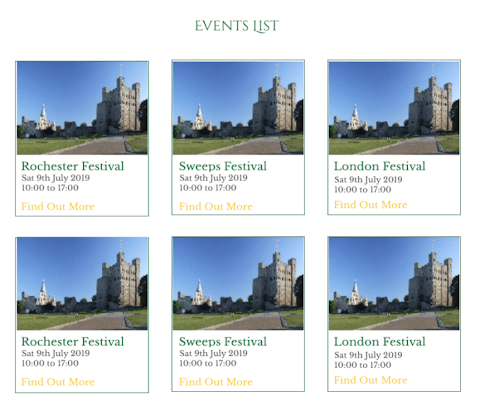 Events List
Rochester Festival
Sat 9th July 2019
10:00 to 17:00
Find Out More
Sweeps Festival
Sat 9th July 2019
10:00 to 17:00
Find Out More
London Festival
Sat 9th July 2019
10:00 to 17:00
Find Out More
Rochester Festival
Sat 9th July 2019
10:00 to 17:00
Find Out More
Sweeps Festival
Sat 9th July 2019
10:00 to 17:00
Find Out More
London Festival
Sat 9th July 2019
10:00 to 17:00
Find Out More